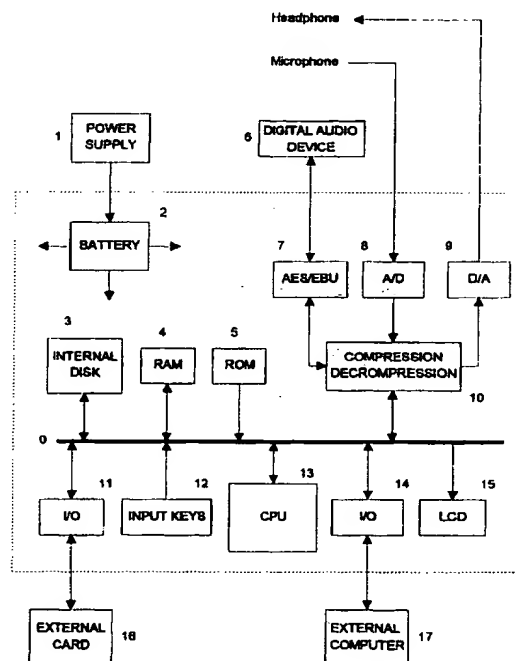 Headphone
Microphone
1
POWER
SUPPLY
6
DIGITAL AUDIO
DEVICE
2
BATTERY
7
8
9
AES/EBU
A/D
D/A
3
4
5
INTERNAL
DISK
RAM
ROM
COMPRESSION
DECROMPRESSION
10
0
11
12
13
14
15
I/O
INPUT KEYS
CPU
I/O
LCD
EXTERNAL
CARD
16
EXTERNAL
COMPUTER
17